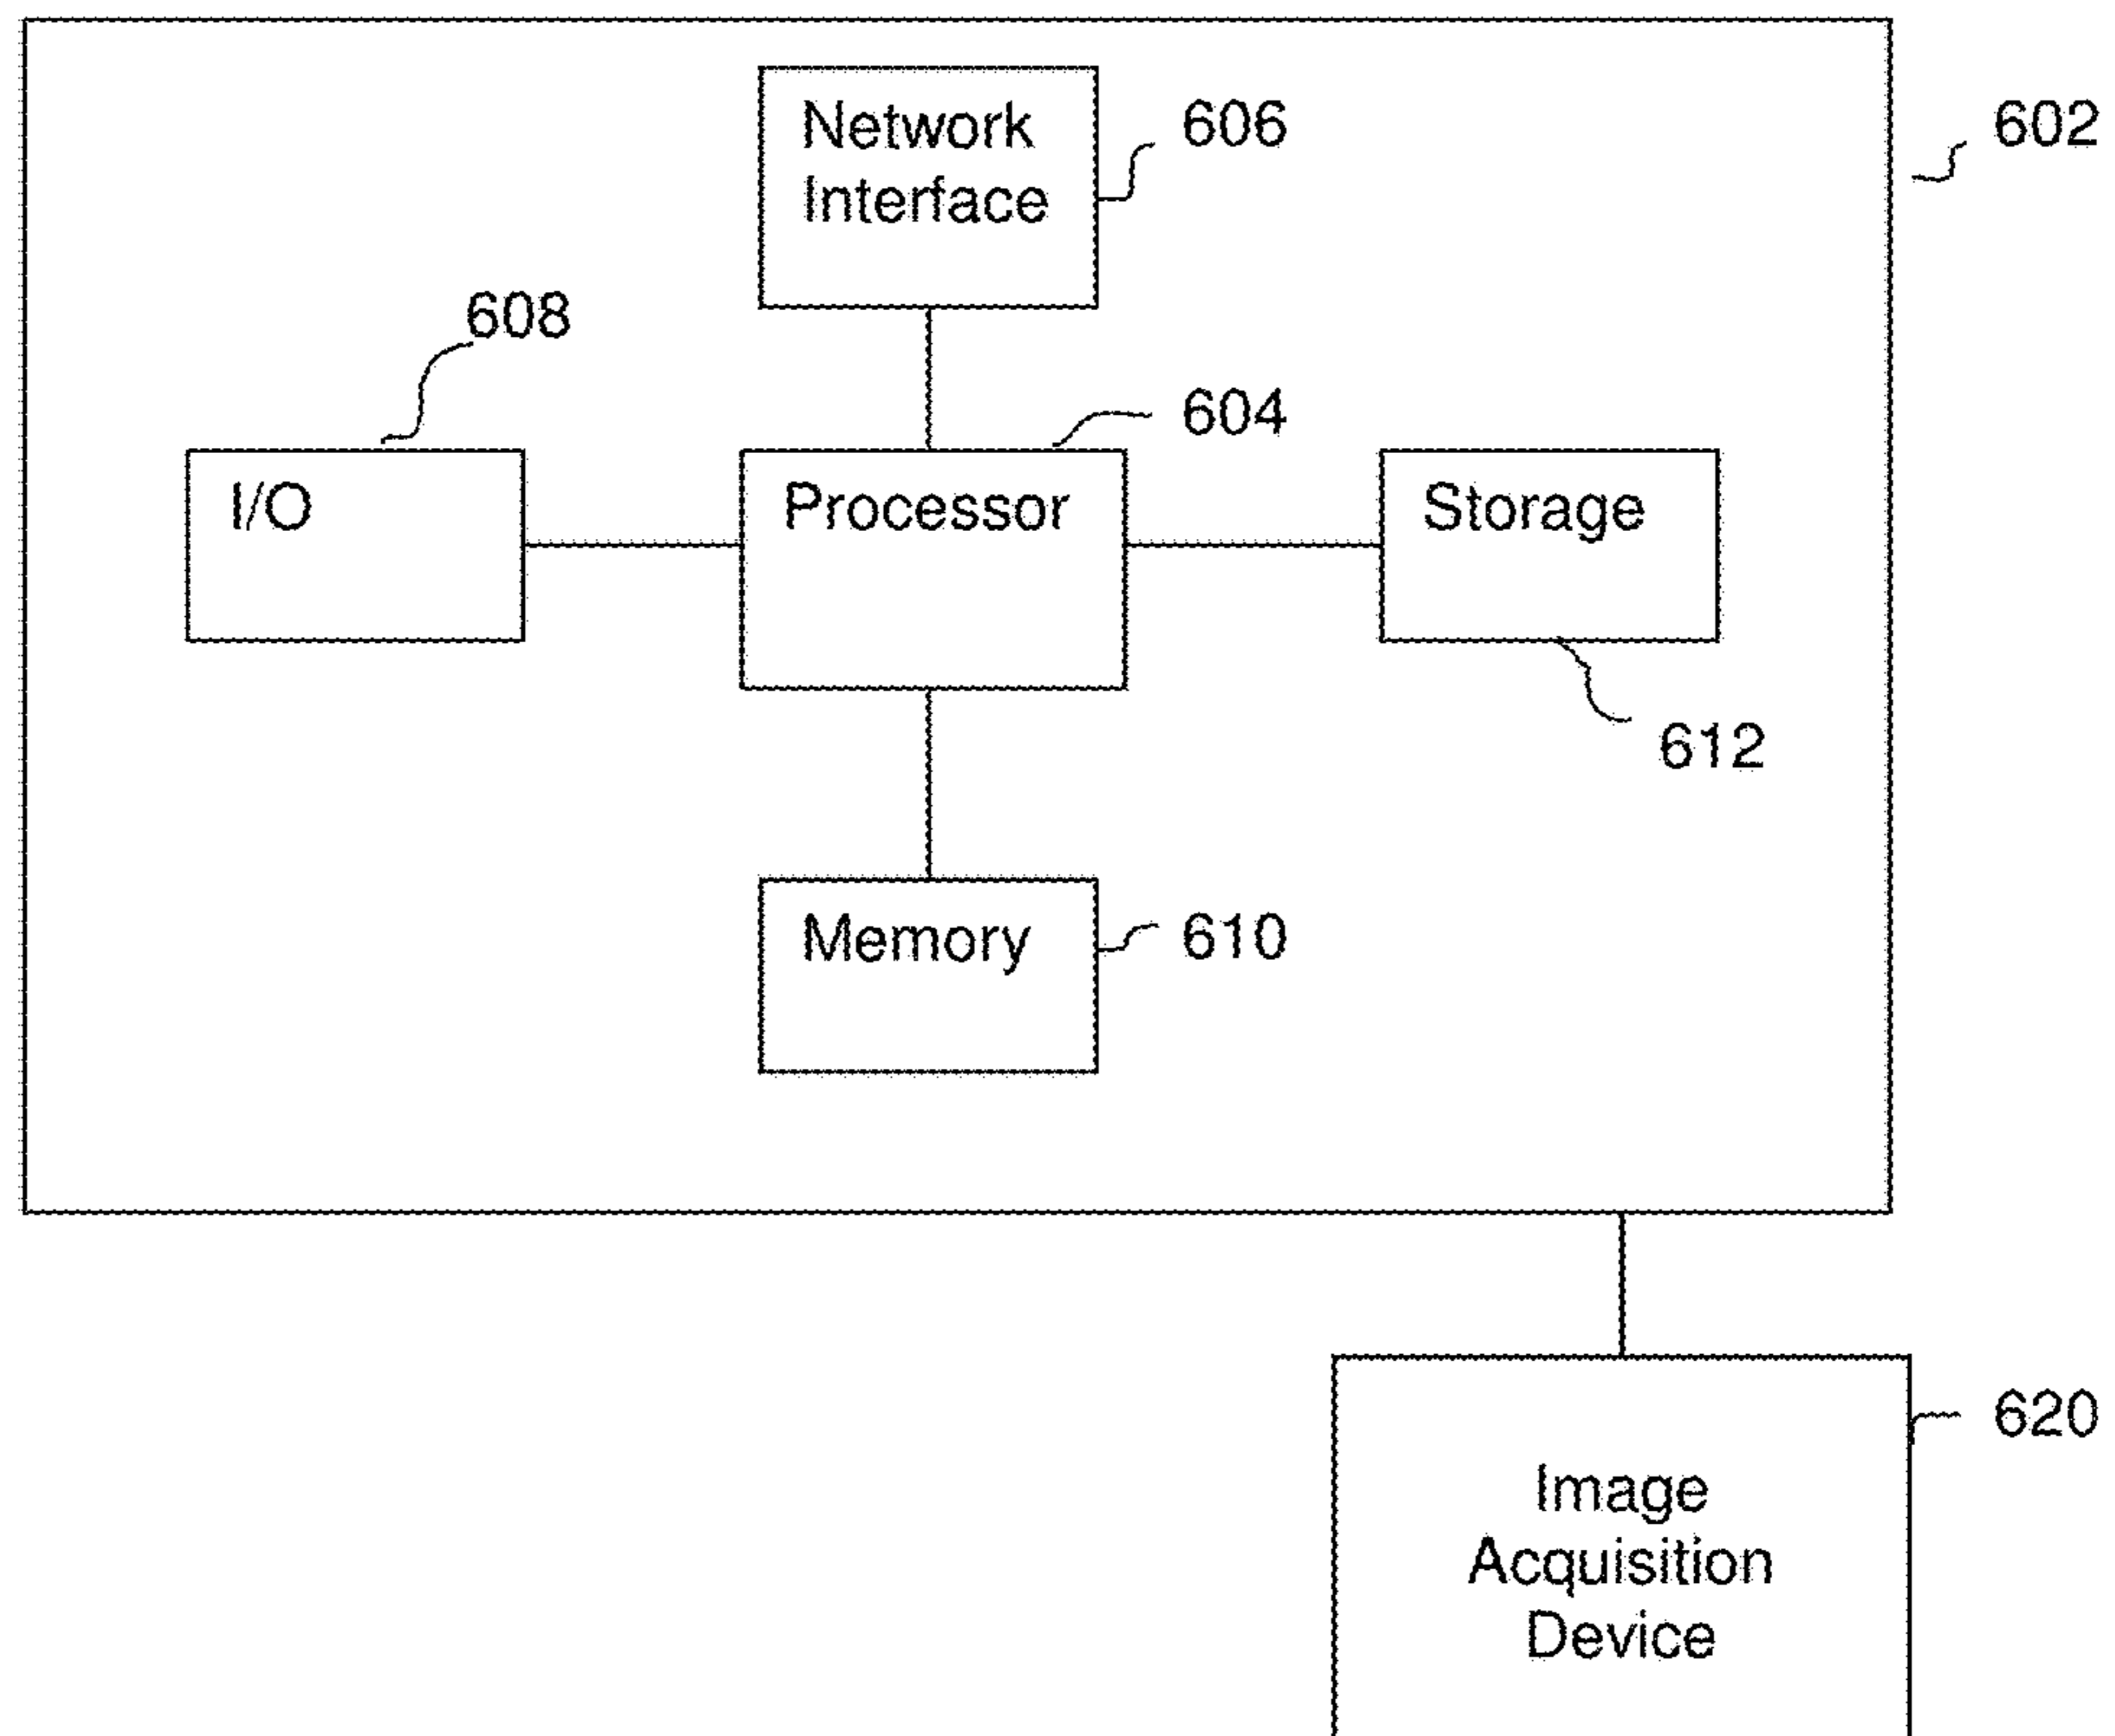 Network
Interface
606
602
608
604
I/O
Processor
Storage
612
Memory
610
620
Image
Acquisition
Device